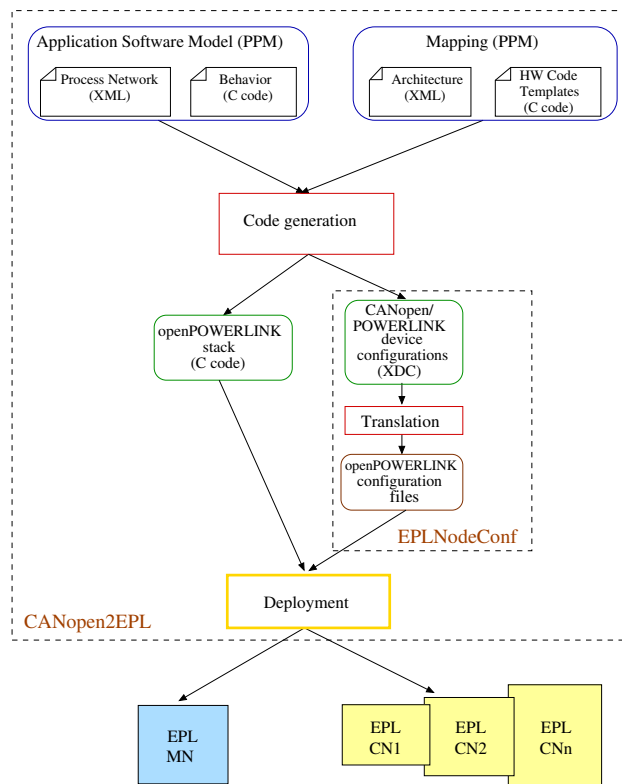 Application Software Model (PPM)
Process Network
(XML)
Behavior
(C code)
Mapping (PPM)
Architecture
(XML)
HW Code
Templates
(C code)
Code generation
openPOWERLINK
stack
(C code)
CANopen/
POWERLINK
device
configurations
(XDC)
Translation
openPOWERLINK
configuration
files
EPLNodeConf
Deployment
CANopen2EPL
EPL
MN
EPL
CN1
EPL
CN2
EPL
CNn